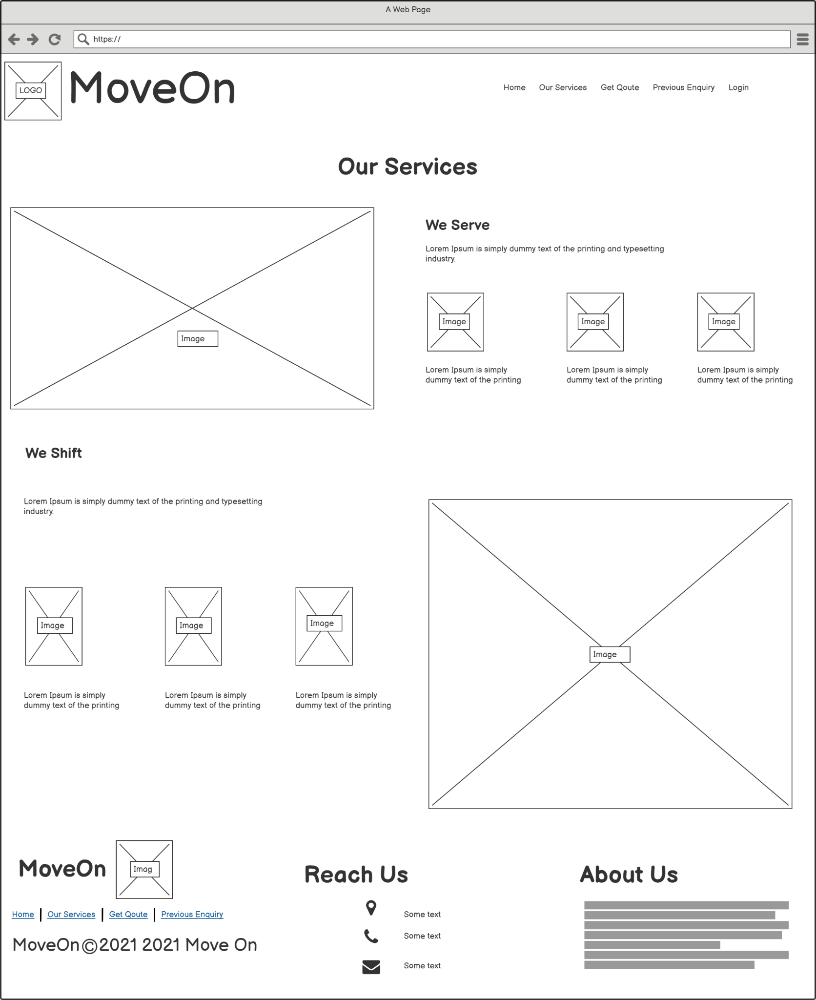 A Web Page
https://
LOGO
MoveOn
Home Our Services Get Qoute Previous Enquiry Login
Our Services
Image
We Serve
Lorem Ipsum is simply dummy text of the printing and typesetting
industry.
Image Image Image
Lorem Ipsum is simply
dummy text of the printing
Lorem Ipsum is simply
dummy text of the printing
Lorem Ipsum is simply
dummy text of the printing
We Shift
Lorem Ipsum is simply dummy text of the printing and typesetting
industry.
Image Image Image
Lorem Ipsum is simply
dummy text of the printing
Lorem Ipsum is simply
dummy text of the printing
Lorem Ipsum is simply
dummy text of the printing
Image
MoveOn
Imag
Home Our Services Get Qoute Previous Enquiry
MoveOn©2021 2021 Move On
Reach Us
Some text
Some text
Some text
About Us